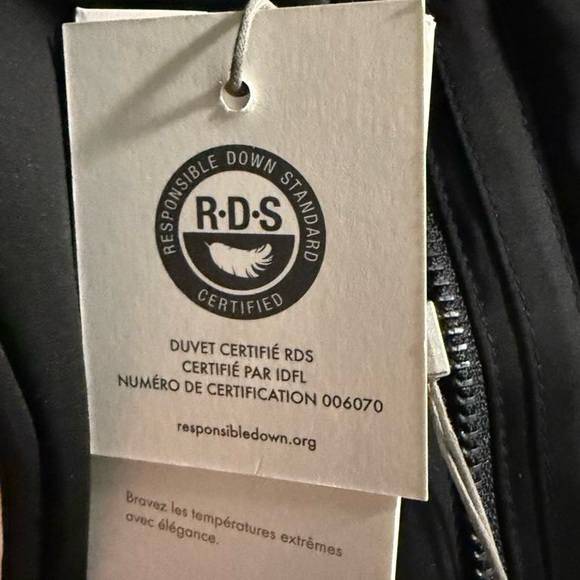 RESPONSIBLE DOWN STANDARD
R·D·S
CERTIFIED
DUVET CERTIFIÉ RDS
CERTIFIÉ PAR IDFL
NUMÉRO DE CERTIFICATION 006070
responsibledown.org
Bravez les températures extrêmes
avec élégance.